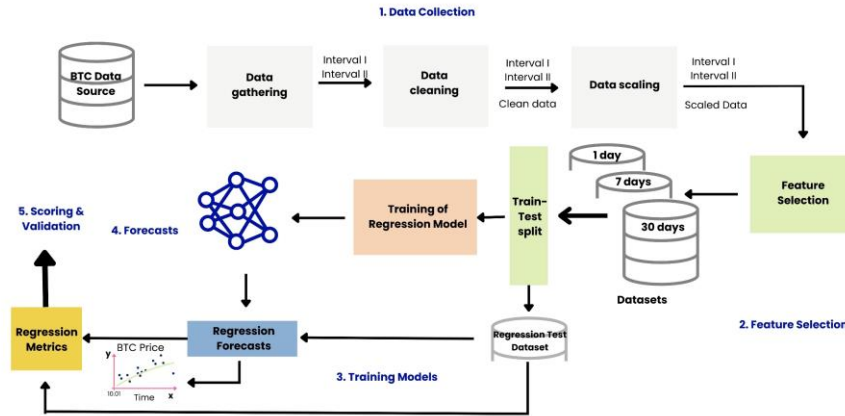 1. Data Collection
BTC Data
Source
Data
gathering
Interval I
Interval II
Data
cleaning
Interval I
Interval II
Clean data
Data scaling
Interval I
Interval II
Scaled Data
1 day
7 days
30 days
Datasets
Feature
Selection
2. Feature Selection
Train-
Test
split
Training of
Regression Model
4. Forecasts
5. Scoring &
Validation
Regression
Metrics
Regression
Forecasts
Regression Test
Dataset
BTC Price
y
10.01
Time
x
3. Training Models